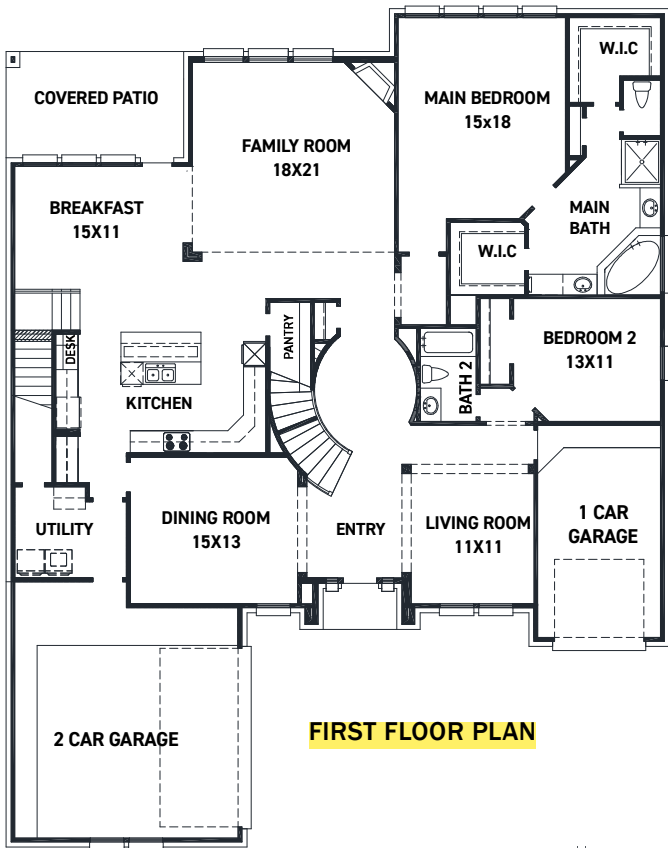 W.I.C
COVERED PATIO
MAIN BEDROOM
15x18
FAMILY ROOM
18X21
BREAKFAST
15X11
MAIN
BATH
W.I.C
BEDROOM 2
13X11
PANTRY
DESK
BATH 2
KITCHEN
DINING ROOM
15X13
ENTRY
LIVING ROOM
11X11
1 CAR
GARAGE
UTILITY
2 CAR GARAGE
FIRST FLOOR PLAN